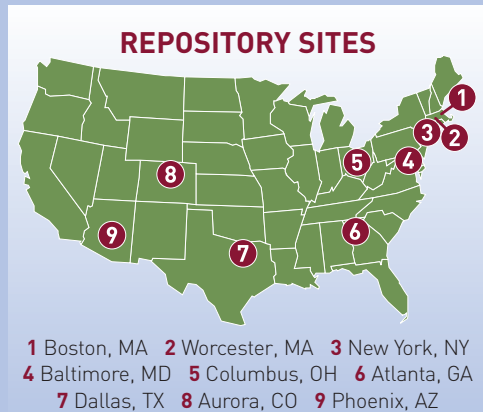 REPOSITORY SITES
1
3
2
5
4
8
6
9
7
1 Boston, MA 2 Worcester, MA 3 New York, NY
4 Baltimore, MD 5 Columbus, OH 6 Atlanta, GA
7 Dallas, TX 8 Aurora, CO 9 Phoenix, AZ